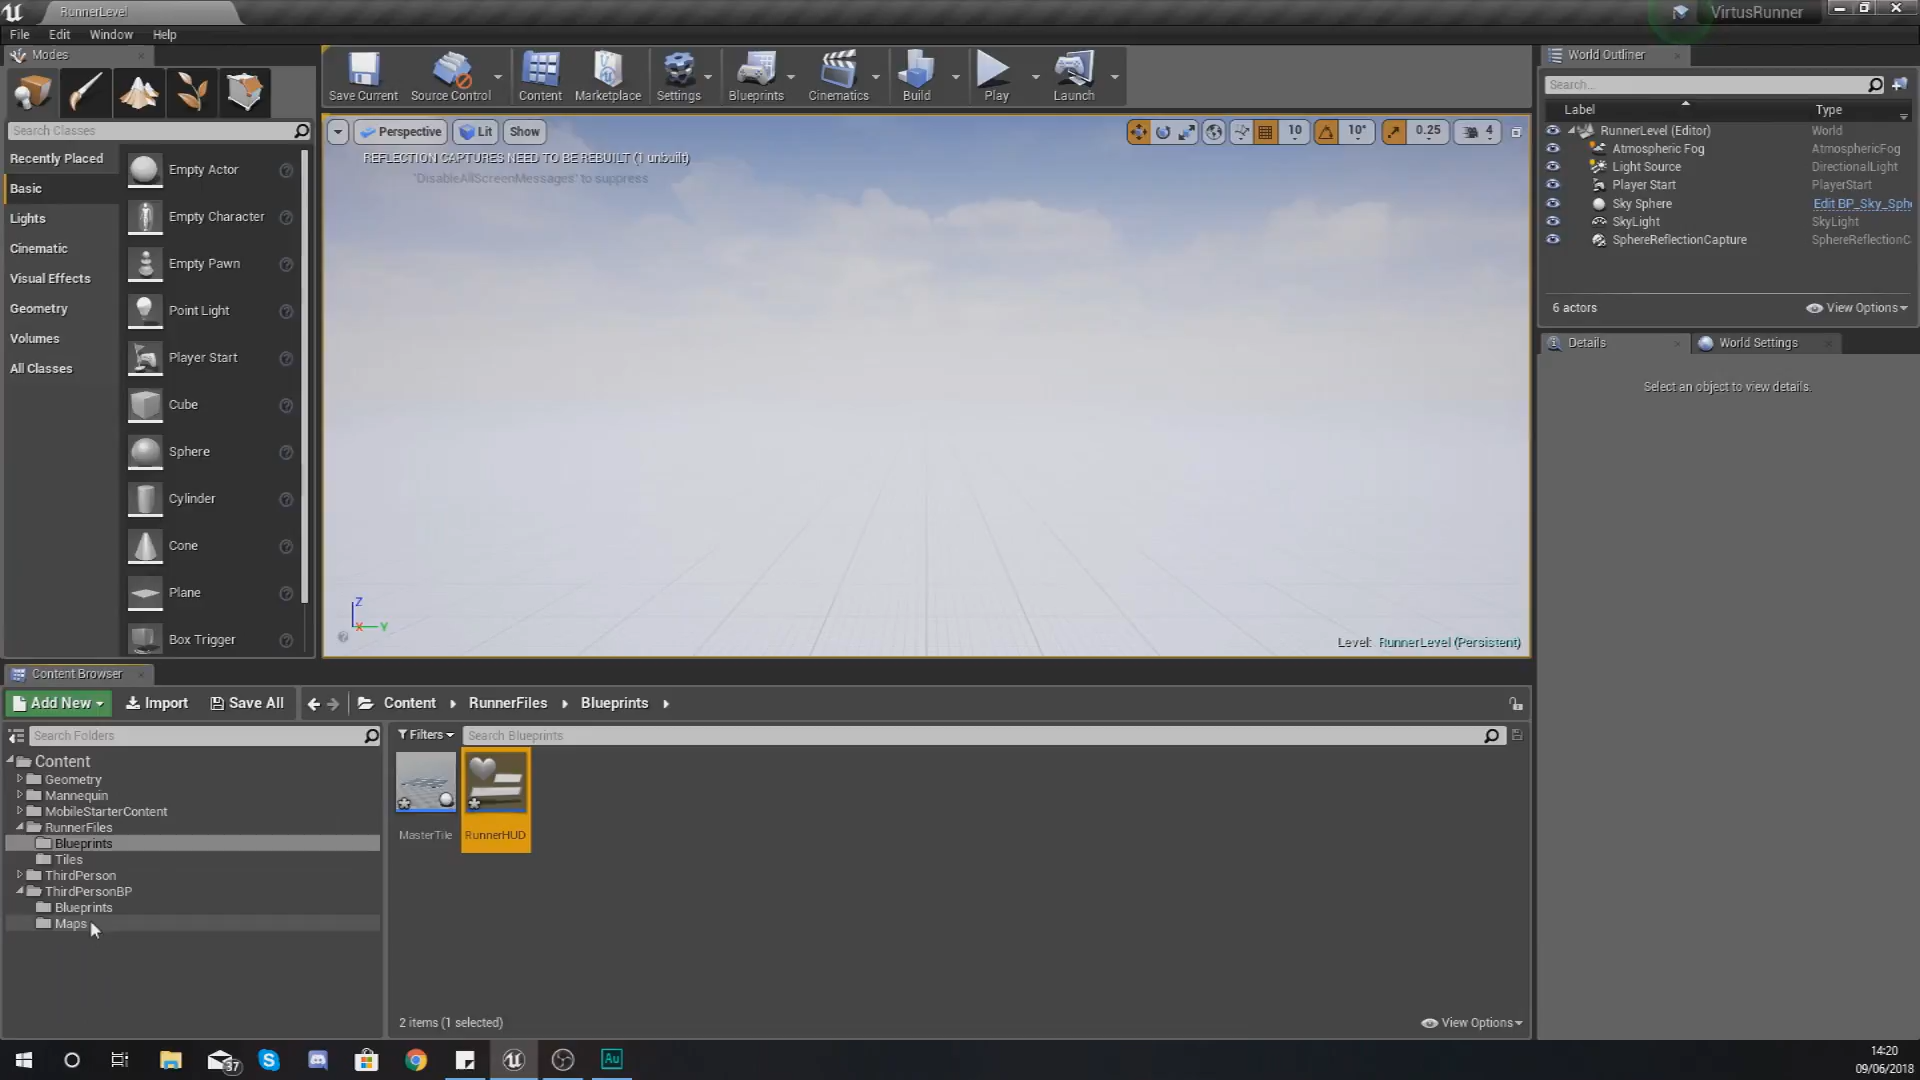 RunnerLevel
VirtusRunner
File Edit Window Help
Modes
Search Classes
Recently Placed
Basic
Lights
Cinematic
Visual Effects
Geometry
Volumes
All Classes
Empty Actor
Empty Character
Empty Pawn
Point Light
Player Start
Cube
Sphere
Cylinder
Cone
Plane
Box Trigger
Save Current Source Control Content Marketplace Settings Blueprints Cinematics Build Play Launch
Perspective Lit Show
10 10° 0.25 4
REFLECTION CAPTURES NEED TO BE REBUILT (1 unbuilt)
'DisableAllScreenMessages' to suppress
Z
X Y
Level: RunnerLevel (Persistent)
World Outliner
Search...
Label Type
RunnerLevel (Editor) World
Atmospheric Fog AtmosphericFog
Light Source DirectionalLight
Player Start PlayerStart
Sky Sphere Edit BP_Sky_Sph
SkyLight SkyLight
SphereReflectionCapture SphereReflectionC
6 actors View Options
Details World Settings
Select an object to view details.
Content Browser
Add New Import Save All Content RunnerFiles Blueprints
Search Folders
Filters Search Blueprints
Content
Geometry
Mannequin
MobileStarterContent
RunnerFiles
Blueprints
Tiles
ThirdPerson
ThirdPersonBP
Blueprints
Maps
MasterTile RunnerHUD
2 items (1 selected) View Options
37
Au
14:20
09/06/2018